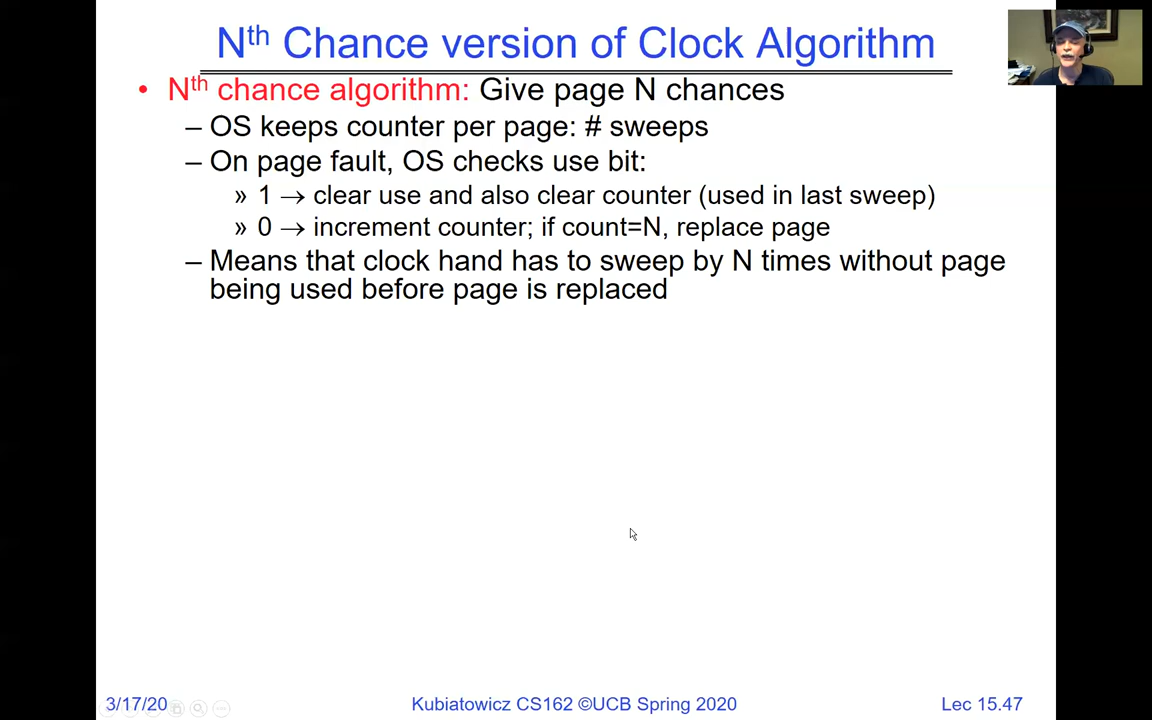 Nth Chance version of Clock Algorithm
• Nth chance algorithm: Give page N chances
– OS keeps counter per page: # sweeps
– On page fault, OS checks use bit:
» 1 → clear use and also clear counter (used in last sweep)
» 0 → increment counter; if count=N, replace page
– Means that clock hand has to sweep by N times without page
being used before page is replaced
3/17/20
Kubiatowicz CS162 ©UCB Spring 2020
Lec 15.47